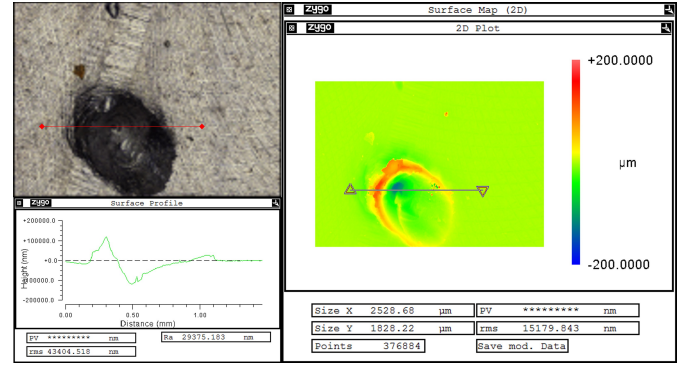 zygo Surface Map (2D)
zygo 2D Plot
+200.0000
µm
-200.0000
zygo Surface Profile
+200000.0
+100000.0
+0.0
-100000.0
-200000.0
Height (nm)
0.00 0.50 1.00
Distance (mm)
PV ********* nm
Ra 29375.183 nm
rms 43404.518 nm
Size X 2528.68 µm
PV ********* nm
Size Y 1828.22 µm
rms 15179.843 nm
Points 376884
Save mod. Data